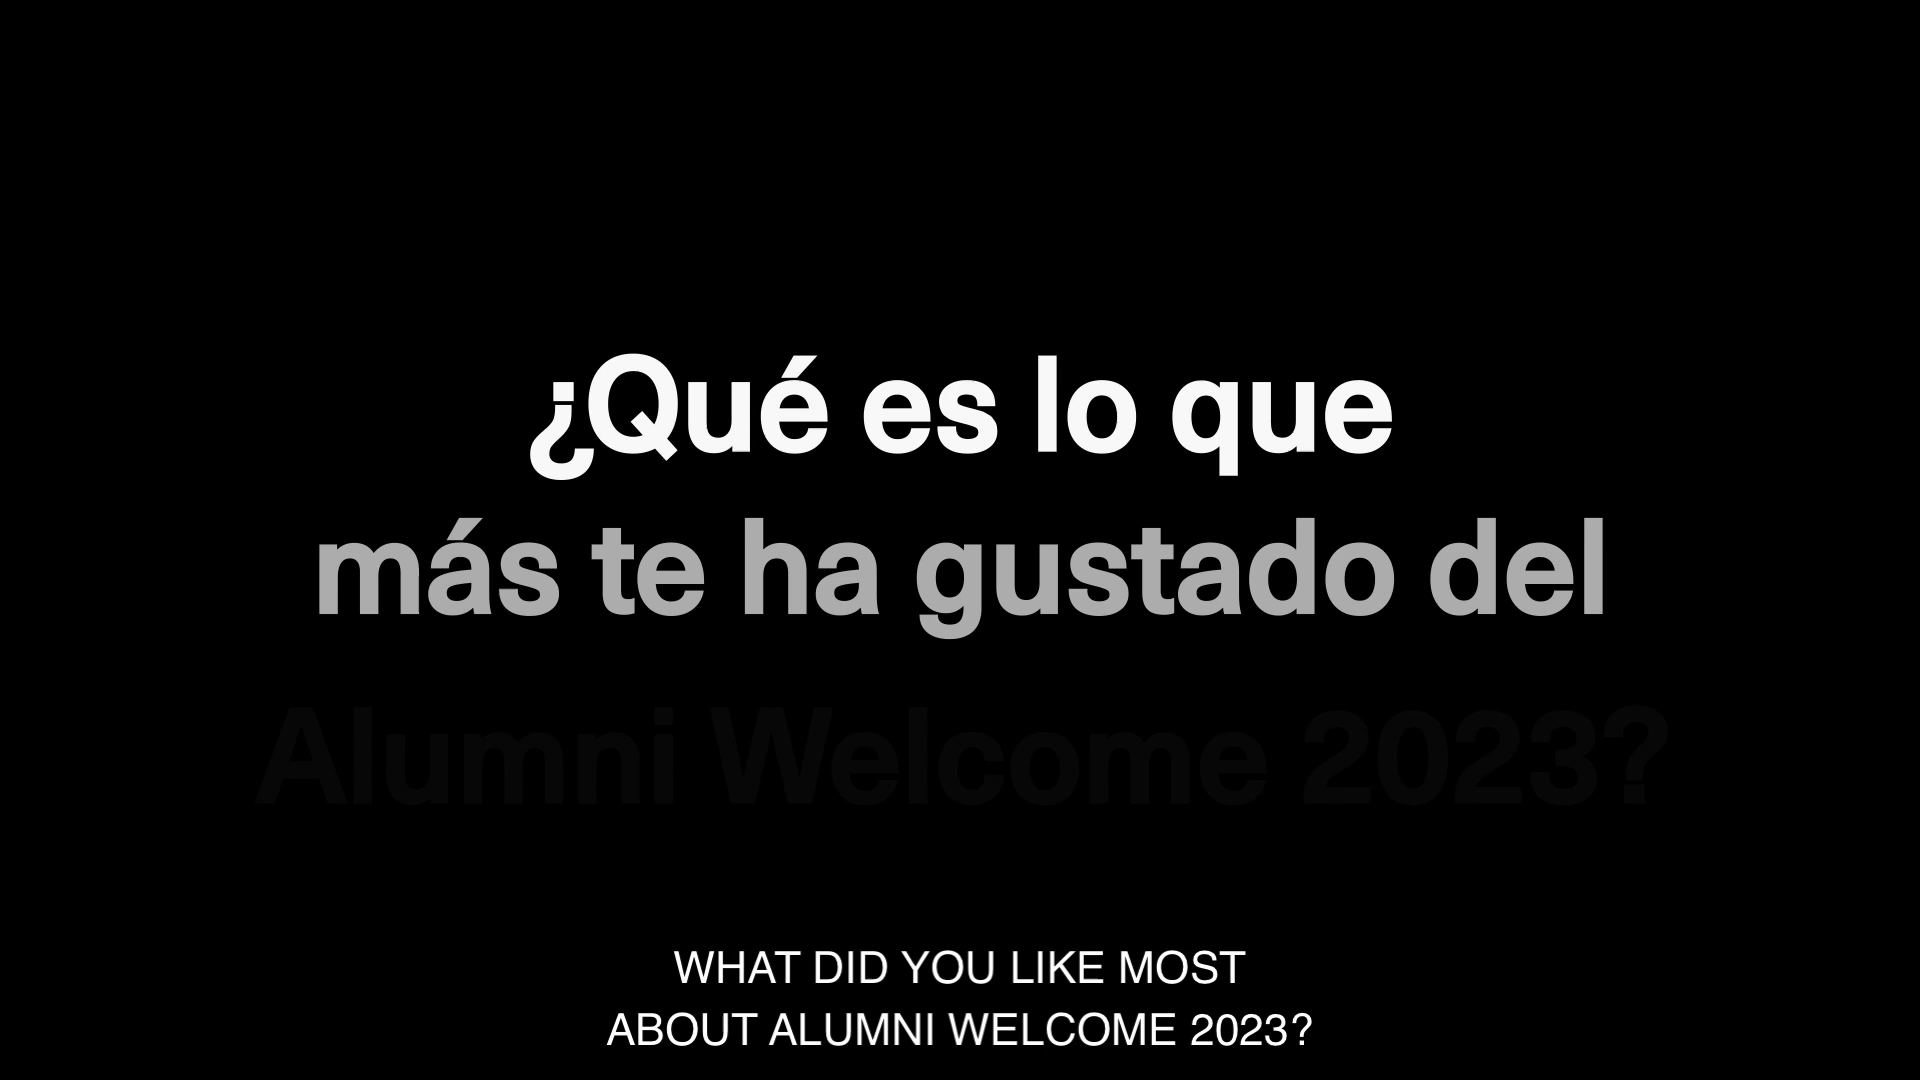 ¿Qué es lo que
más te ha gustado del
Alumni Welcome 2023?
WHAT DID YOU LIKE MOST
ABOUT ALUMNI WELCOME 2023?